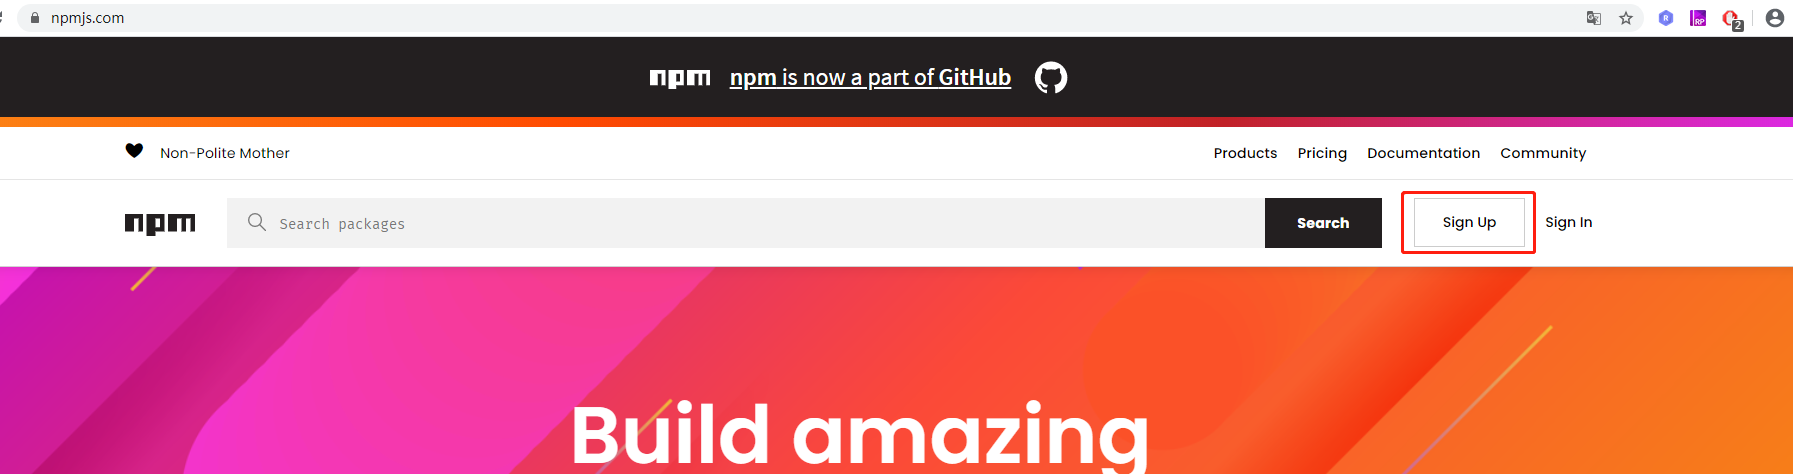 npmjs.com
2
npm npm is now a part of GitHub
Non-Polite Mother Products Pricing Documentation Community
npm Search packages Search Sign Up Sign In
Build amazing